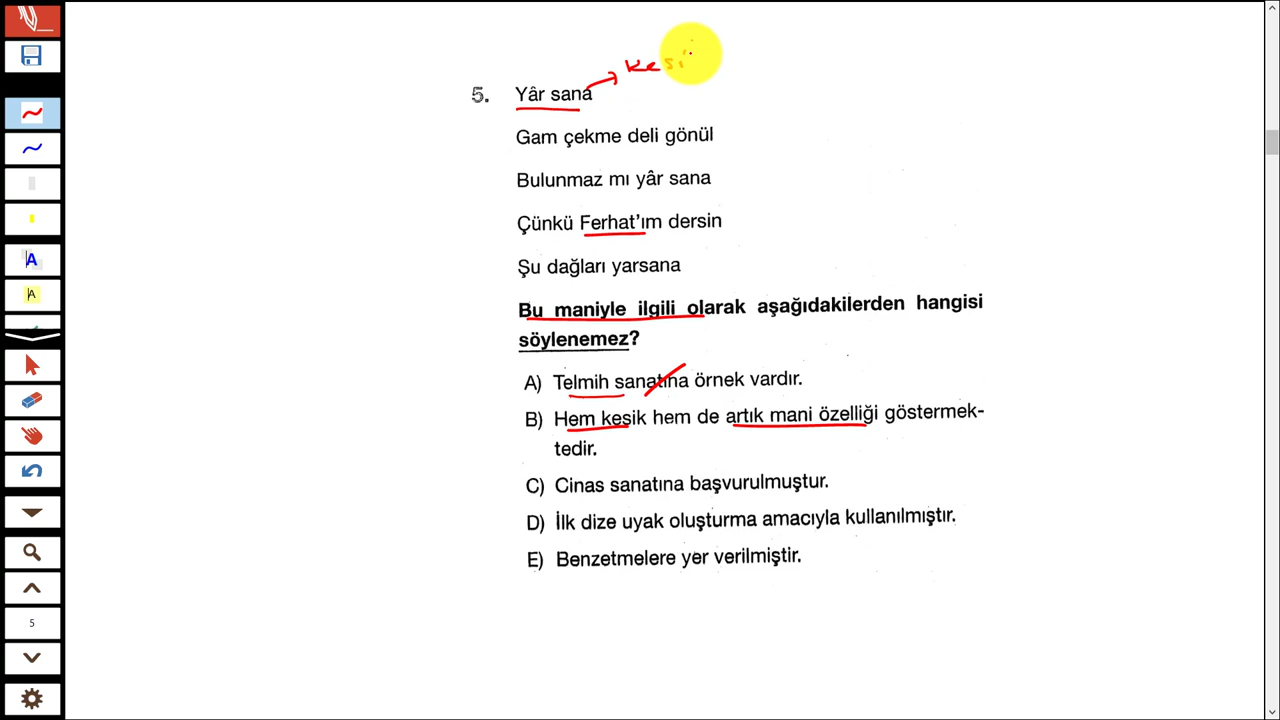 Kesi
5. Yâr sana
Gam çekme deli gönül
Bulunmaz mı yâr sana
Çünkü Ferhat'ım dersin
Şu dağları yarsana
Bu maniyle ilgili olarak aşağıdakilerden hangisi
söylenemez?
A) Telmih sanatına örnek vardır.
B) Hem kesik hem de artık mani özelliği göstermek-
tedir.
C) Cinas sanatına başvurulmuştur.
D) İlk dize uyak oluşturma amacıyla kullanılmıştır.
E) Benzetmelere yer verilmiştir.
A
A
5